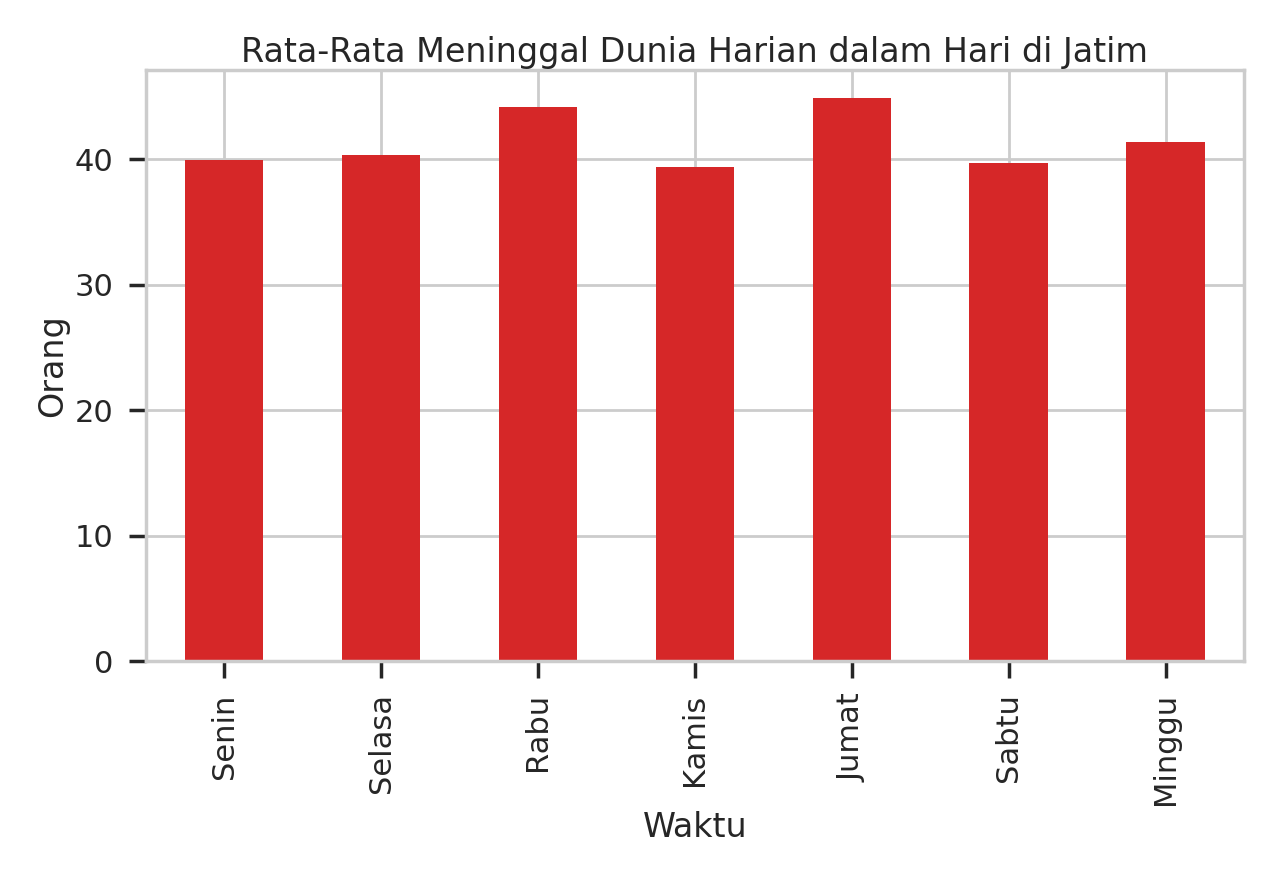 Rata-Rata Meninggal Dunia Harian dalam Hari di Jatim
Orang
40
30
20
10
0
Senin
Selasa
Rabu
Kamis
Jumat
Sabtu
Minggu
Waktu